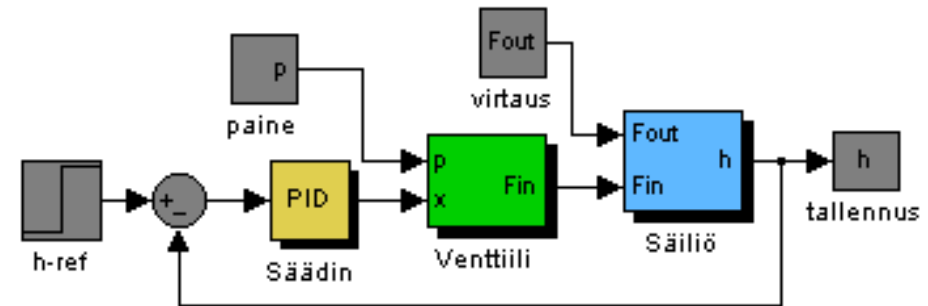 Fout
p
virtaus
paine
Fout
p
h
h
Fin
Fin
+
-
PID
x
tallennus
h-ref
Säädin
Venttiili
Säiliö